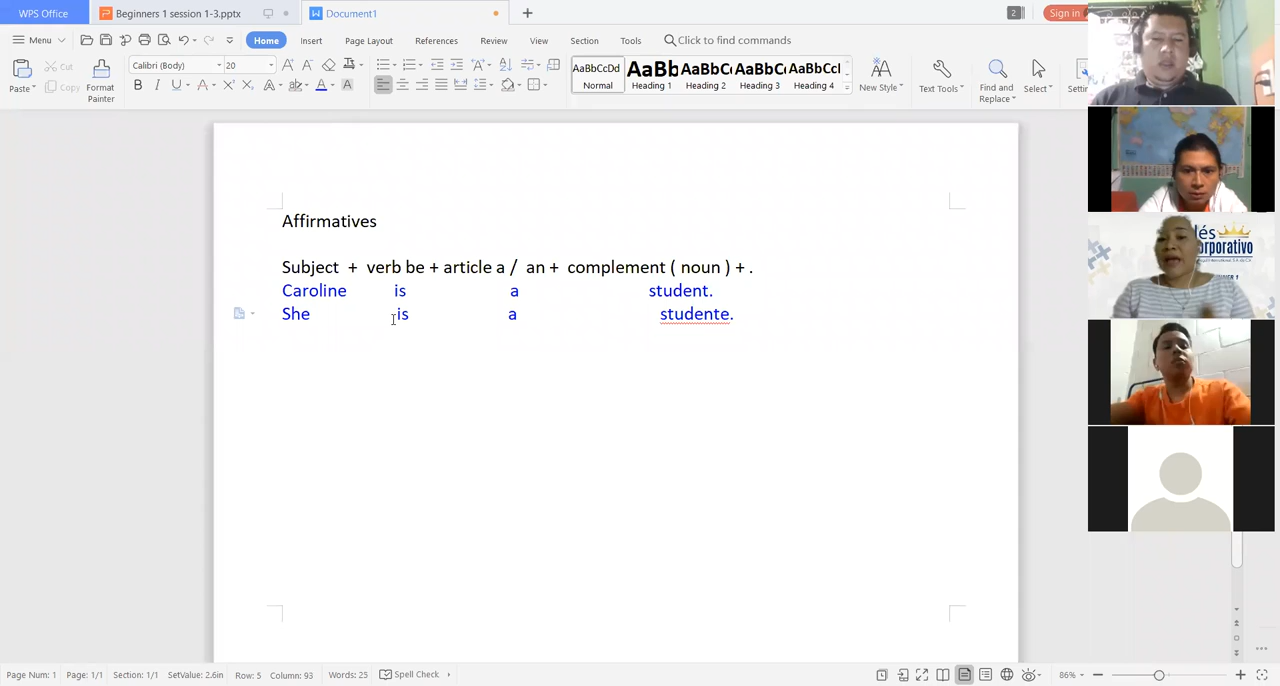 WPS Office
Beginners 1 session 1-3.pptx
Document1
2
Sign in
Menu
Home
Insert
Page Layout
References
Review
View
Section
Tools
Click to find commands
Paste
Cut
Copy
Format Painter
Calibri (Body)
20
AaBbCcDd
Normal
AaBb
Heading 1
AaBbC
Heading 2
AaBbC
Heading 3
AaBbCcl
Heading 4
New Style
Text Tools
Find and Replace
Select
Affirmatives
Subject + verb be + article a / an + complement ( noun ) + .
Caroline is a student.
She is a studente.
Page Num: 1
Page: 1/1
Section: 1/1
SetValue: 2.6in
Row: 5
Column: 93
Words: 25
Spell Check
86%